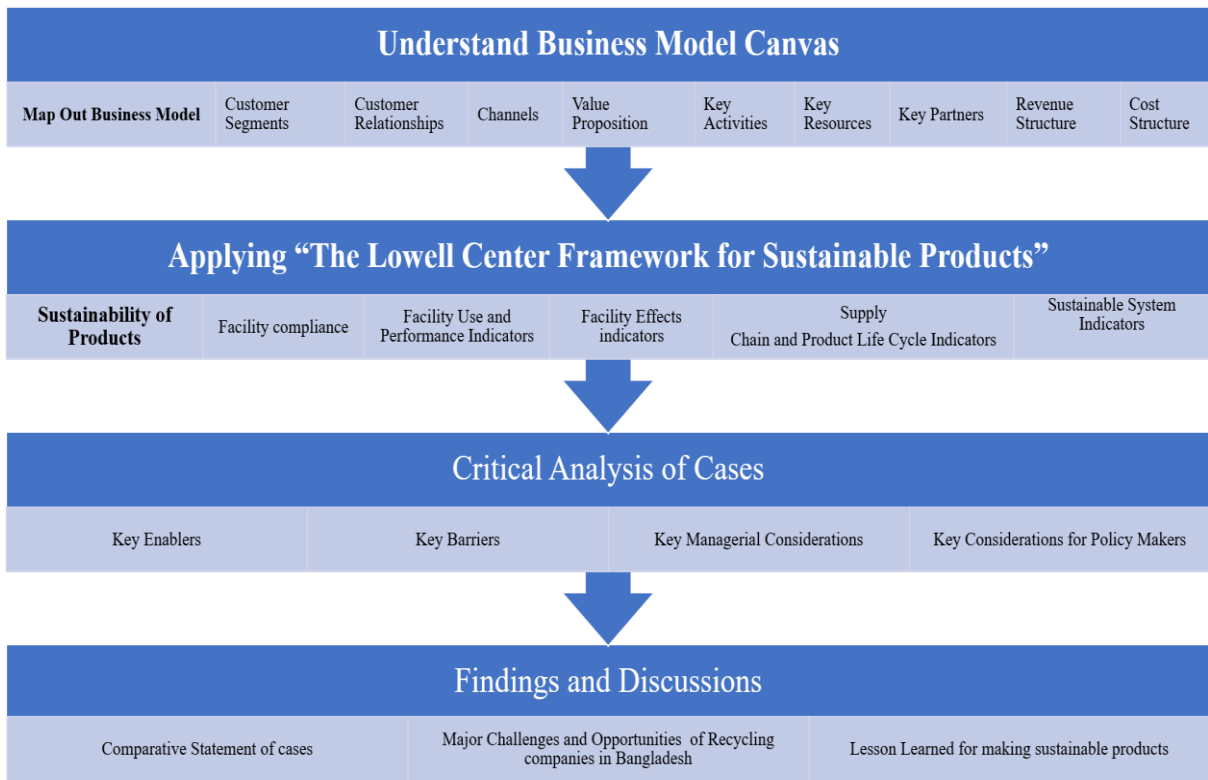 Understand Business Model Canvas
Map Out Business Model
Customer
Segments
Customer
Relationships
Channels
Value
Proposition
Key
Activities
Key
Resources
Key Partners
Revenue
Structure
Cost
Structure
Applying “The Lowell Center Framework for Sustainable Products”
Sustainability of
Products
Facility compliance
Facility Use and
Performance Indicators
Facility Effects
indicators
Supply
Chain and Product Life Cycle Indicators
Sustainable System
Indicators
Critical Analysis of Cases
Key Enablers
Key Barriers
Key Managerial Considerations
Key Considerations for Policy Makers
Findings and Discussions
Comparative Statement of cases
Major Challenges and Opportunities of Recycling
companies in Bangladesh
Lesson Learned for making sustainable products